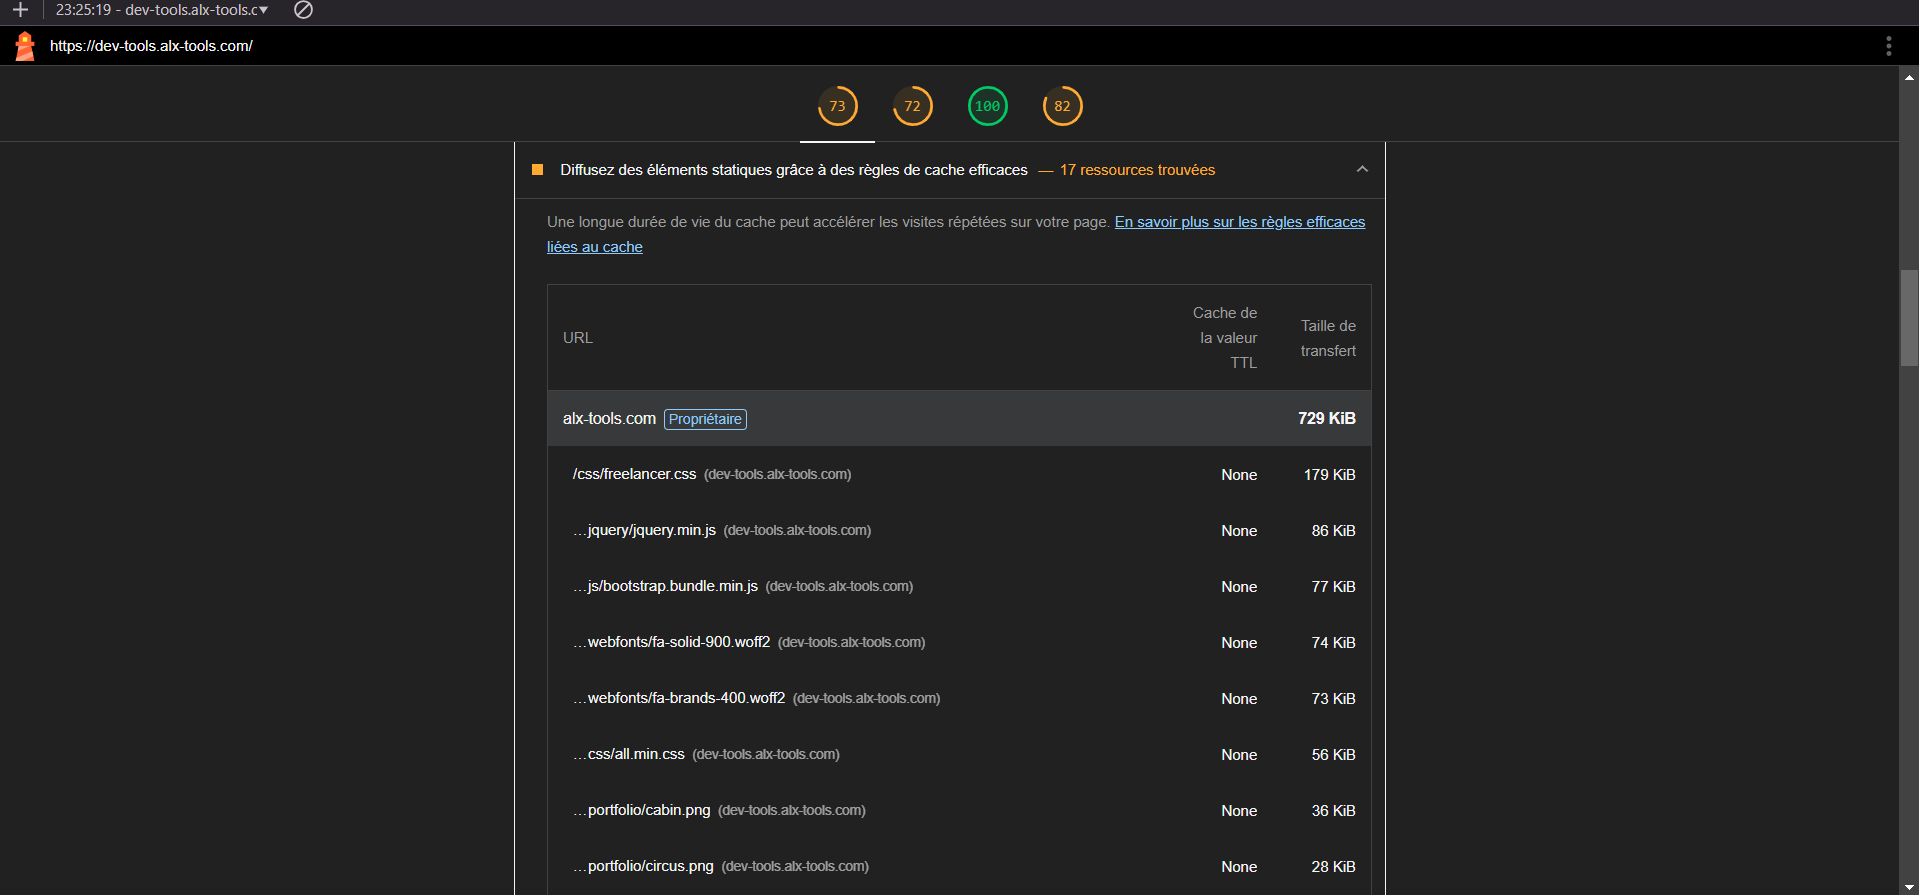 23:25:19 - dev-tools.alx-tools.c
https://dev-tools.alx-tools.com/
73 72 100 82
Diffusez des éléments statiques grâce à des règles de cache efficaces — 17 ressources trouvées
Une longue durée de vie du cache peut accélérer les visites répétées sur votre page. En savoir plus sur les règles efficaces
liées au cache
URL
Cache de
la valeur
TTL
Taille de
transfert
alx-tools.com Propriétaire 729 KiB
/css/freelancer.css (dev-tools.alx-tools.com) None 179 KiB
…jquery/jquery.min.js (dev-tools.alx-tools.com) None 86 KiB
…js/bootstrap.bundle.min.js (dev-tools.alx-tools.com) None 77 KiB
…webfonts/fa-solid-900.woff2 (dev-tools.alx-tools.com) None 74 KiB
…webfonts/fa-brands-400.woff2 (dev-tools.alx-tools.com) None 73 KiB
…css/all.min.css (dev-tools.alx-tools.com) None 56 KiB
…portfolio/cabin.png (dev-tools.alx-tools.com) None 36 KiB
…portfolio/circus.png (dev-tools.alx-tools.com) None 28 KiB